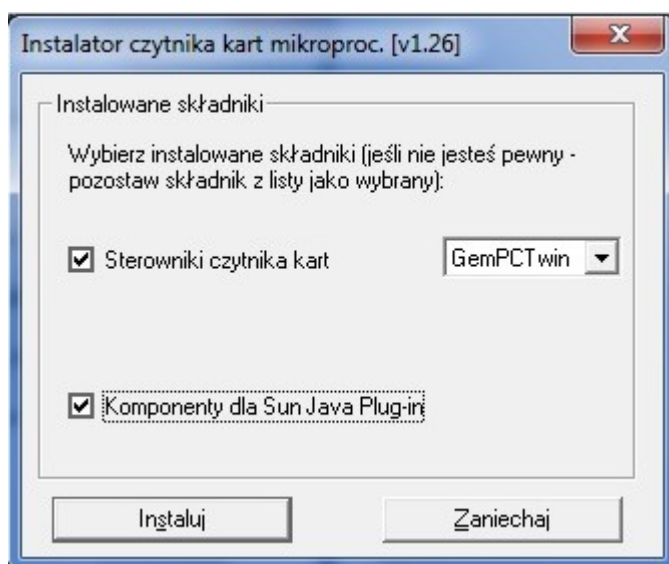 Instalator czytnika kart mikroproc. [v1.26]
Instalowane składniki
Wybierz instalowane składniki (jeśli nie jesteś pewny -
pozostaw składnik z listy jako wybrany):
Sterowniki czytnika kart GemPCTwin
Komponenty dla Sun Java Plug-in
Instaluj Zaniechaj